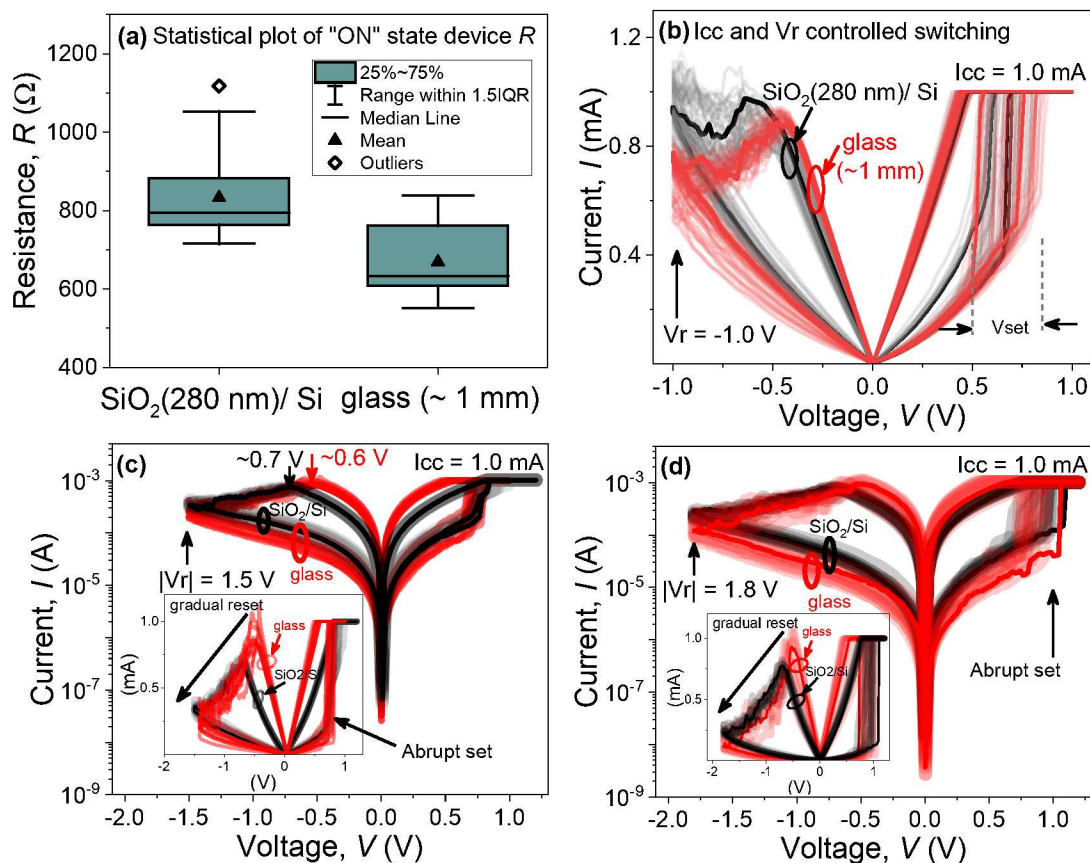 (a) Statistical plot of "ON" state device R
25%~75%
Range within 1.5IQR
Median Line
Mean
Outliers
1200
1000
800
600
400
Resistance, R (Ω)
SiO2(280 nm)/ Si
glass (~ 1 mm)
(b) Icc and Vr controlled switching
Icc = 1.0 mA
SiO2(280 nm)/ Si
glass
(~1 mm)
1.2
0.8
0.4
Current, I (mA)
Vr = -1.0 V
Vset
-1.0 -0.5 0.0 0.5 1.0
Voltage, V (V)
(c)
~0.7 V
~0.6 V
Icc = 1.0 mA
SiO2/Si
glass
|Vr| = 1.5 V
10-3
10-5
10-7
10-9
Current, I (A)
gradual reset
glass
SiO2/Si
1.0
0.5
(mA)
-2 -1 0 1
(V)
Abrupt set
-2.0 -1.5 -1.0 -0.5 0.0 0.5 1.0
Voltage, V (V)
(d)
Icc = 1.0 mA
SiO2/Si
glass
|Vr| = 1.8 V
10-3
10-5
10-7
10-9
Current, I (A)
gradual reset
glass
SiO2/Si
1.0
0.5
(mA)
-2 -1 0 1
(V)
Abrupt set
-2.0 -1.5 -1.0 -0.5 0.0 0.5 1.0
Voltage, V (V)